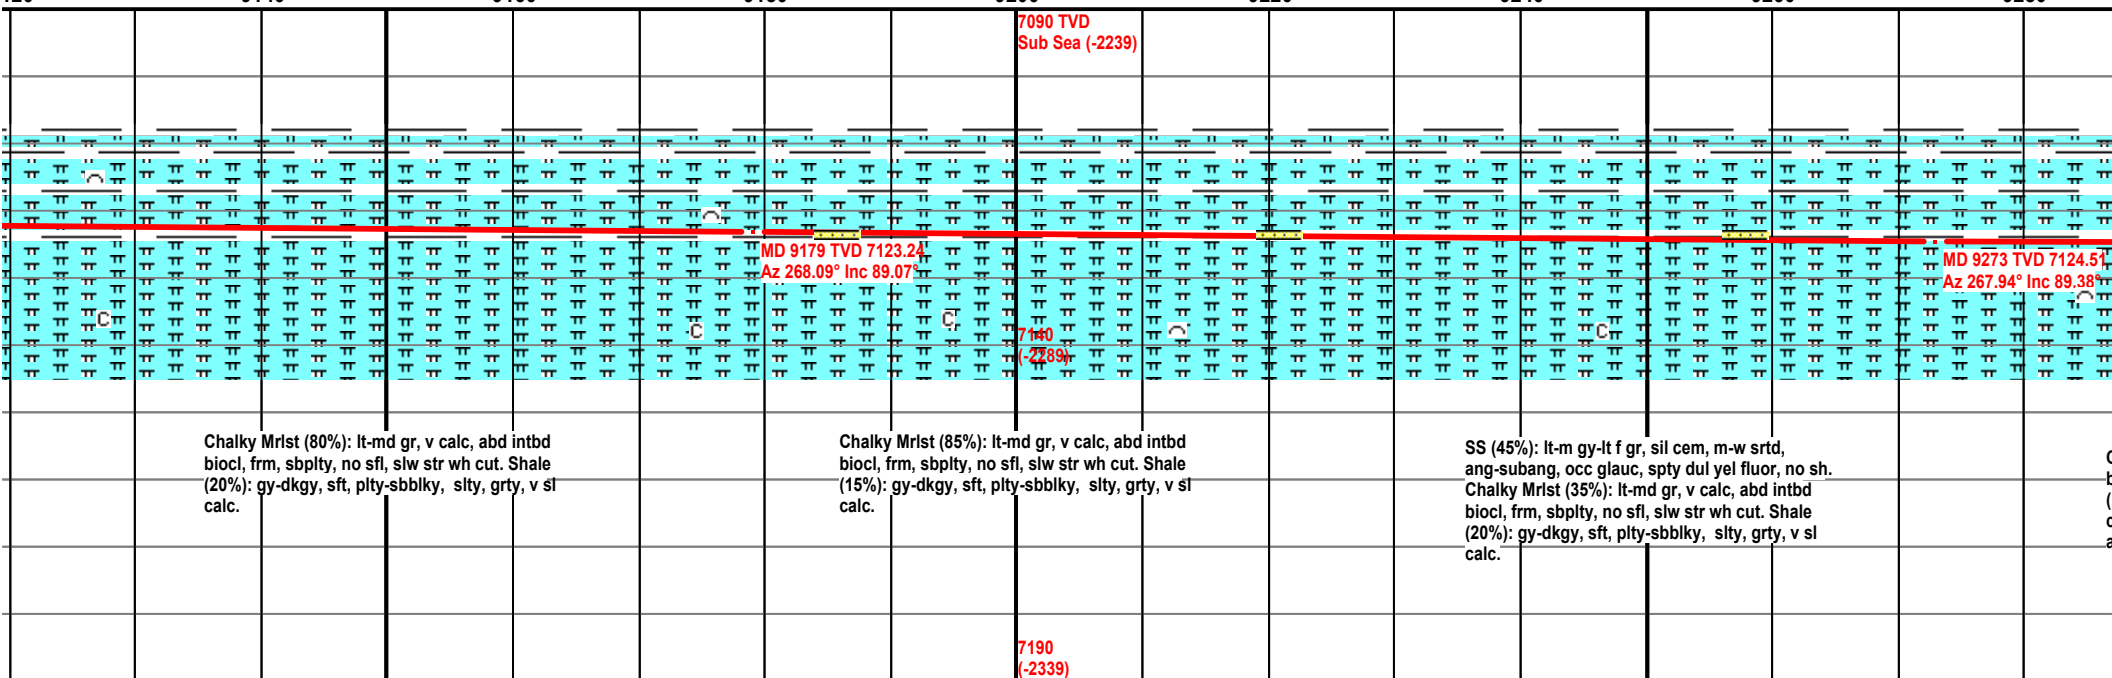 7090 TVD
Sub Sea (-2239)
MD 9179 TVD 7123.24
Az 268.09° Inc 89.07°
MD 9273 TVD 7124.51
Az 267.94° Inc 89.38°
C
C
C
C
7140
(-2289)
Chalky Mrlst (80%): lt-md gr, v calc, abd intbd
biocl, frm, sbplty, no sfl, slw str wh cut. Shale
(20%): gy-dkgy, sft, plty-sbblky, slty, grty, v sl
calc.
Chalky Mrlst (85%): lt-md gr, v calc, abd intbd
biocl, frm, sbplty, no sfl, slw str wh cut. Shale
(15%): gy-dkgy, sft, plty-sbblky, slty, grty, v sl
calc.
SS (45%): lt-m gy-lt f gr, sil cem, m-w srtd,
ang-subang, occ glauc, spty dul yel fluor, no sh.
Chalky Mrlst (35%): lt-md gr, v calc, abd intbd
biocl, frm, sbplty, no sfl, slw str wh cut. Shale
(20%): gy-dkgy, sft, plty-sbblky, slty, grty, v sl
calc.
7190
(-2339)